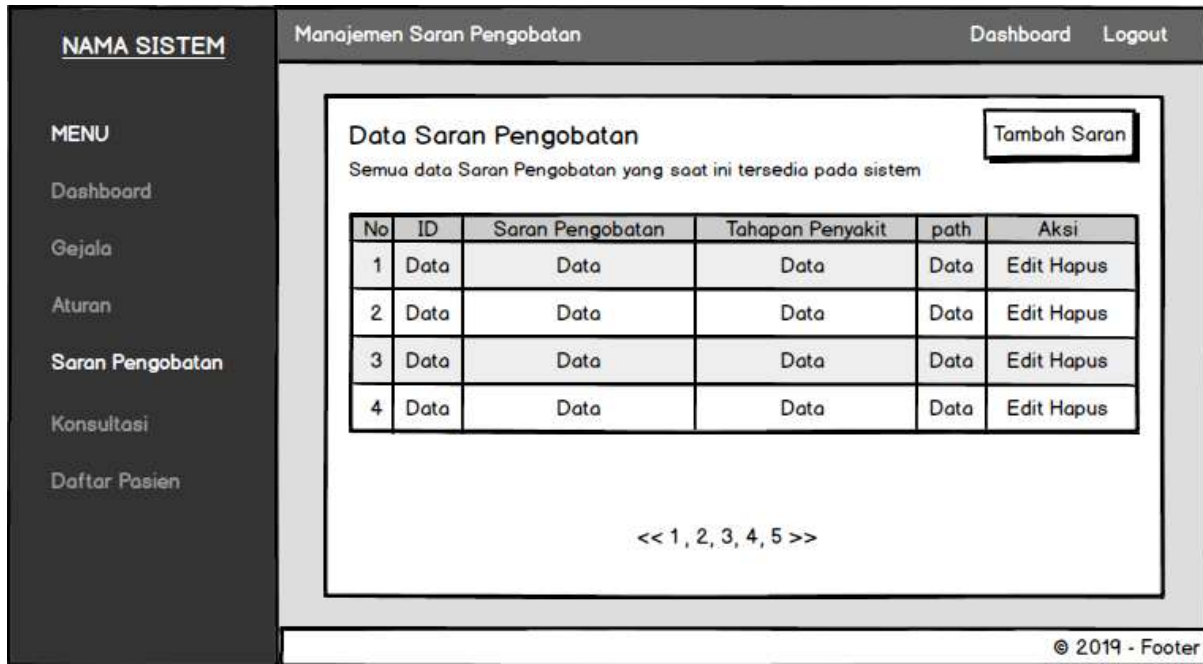 NAMA SISTEM
MENU
Dashboard
Gejala
Aturan
Saran Pengobatan
Konsultasi
Daftar Pasien
Manajemen Saran Pengobatan Dashboard Logout
Data Saran Pengobatan Tambah Saran
Semua data Saran Pengobatan yang saat ini tersedia pada sistem
No ID Saran Pengobatan Tahapan Penyakit path Aksi
1 Data Data Data Data Edit Hapus
2 Data Data Data Data Edit Hapus
3 Data Data Data Data Edit Hapus
4 Data Data Data Data Edit Hapus
<< 1, 2, 3, 4, 5 >>
© 2019 - Footer